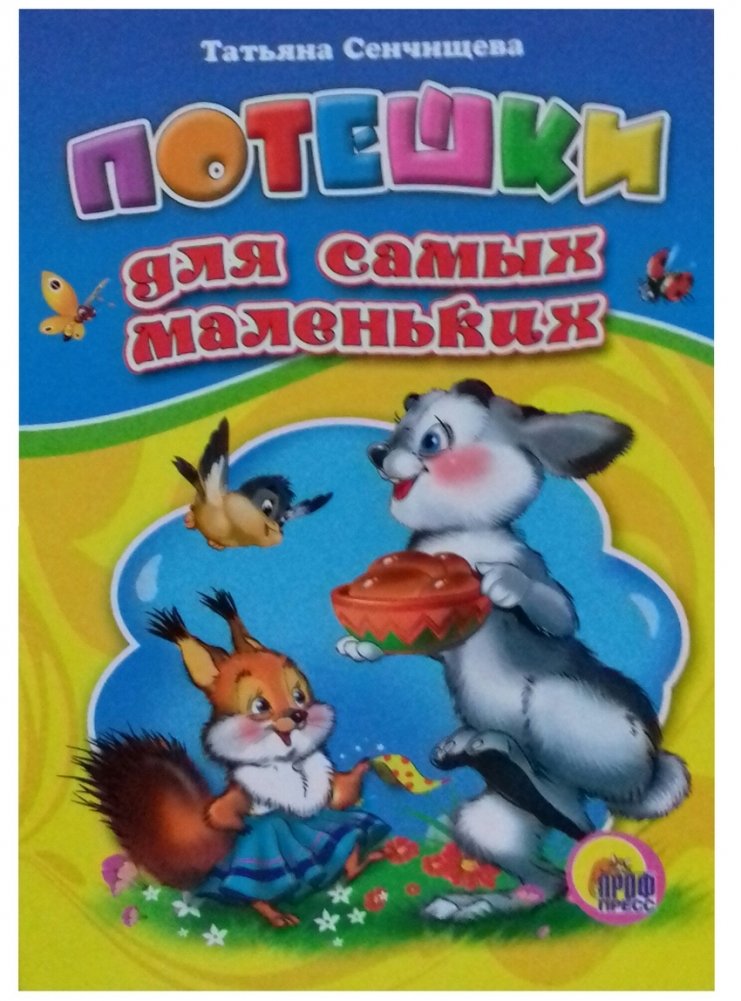 Татьяна Сенчищева
ПОТЕШКИ
для самых
маленьких
ПРОФ
ПРЕСС